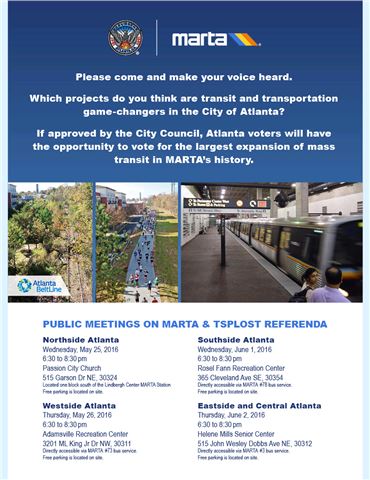 marta
Please come and make your voice heard.
Which projects do you think are transit and transportation
game-changers in the City of Atlanta?
If approved by the City Council, Atlanta voters will have
the opportunity to vote for the largest expansion of mass
transit in MARTA's history.
Atlanta
BeltLine
PUBLIC MEETINGS ON MARTA & TSPLOST REFERENDA
Northside Atlanta
Wednesday, May 25, 2016
6:30 to 8:30 pm
Passion City Church
515 Garson Dr NE, 30324
Located one block south of the Lindbergh Center MARTA Station
Free parking is located on site.
Southside Atlanta
Wednesday, June 1, 2016
6:30 to 8:30 pm
Rosel Fann Recreation Center
365 Cleveland Ave SE, 30354
Directly accessible via MARTA #78 bus service.
Free parking is located on site.
Westside Atlanta
Thursday, May 26, 2016
6:30 to 8:30 pm
Adamsville Recreation Center
3201 ML King Jr Dr NW, 30311
Directly accessible via MARTA #73 bus service.
Free parking is located on site.
Eastside and Central Atlanta
Thursday, June 2, 2016
6:30 to 8:30 pm
Helene Mills Senior Center
515 John Wesley Dobbs Ave NE, 30312
Directly accessible via MARTA #3 bus service.
Free parking is located on site.